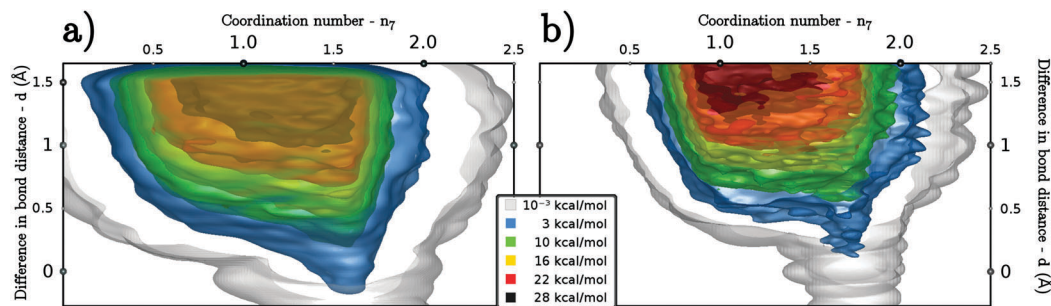 a)
Coordination number - n7
0.5 1.0 1.5 2.0 2.5
Difference in bond distance - d (Å)
1.5
1
0.5
0
b)
Coordination number - n7
0.5 1.0 1.5 2.0 2.5
Difference in bond distance - d (Å)
1.5
1
0.5
0
10⁻³ kcal/mol
3 kcal/mol
10 kcal/mol
16 kcal/mol
22 kcal/mol
28 kcal/mol